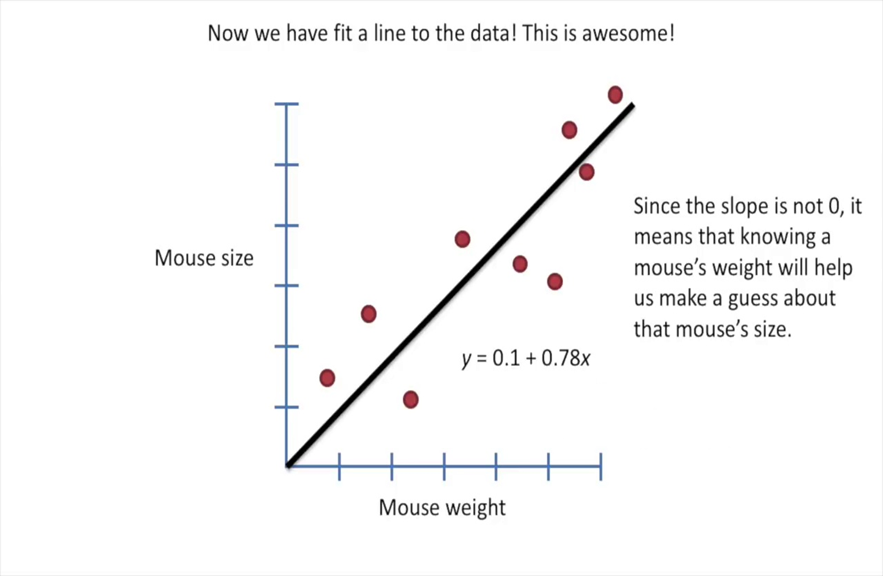 Now we have fit a line to the data! This is awesome!
Mouse size
Since the slope is not 0, it
means that knowing a
mouse's weight will help
us make a guess about
that mouse's size.
y = 0.1 + 0.78x
Mouse weight